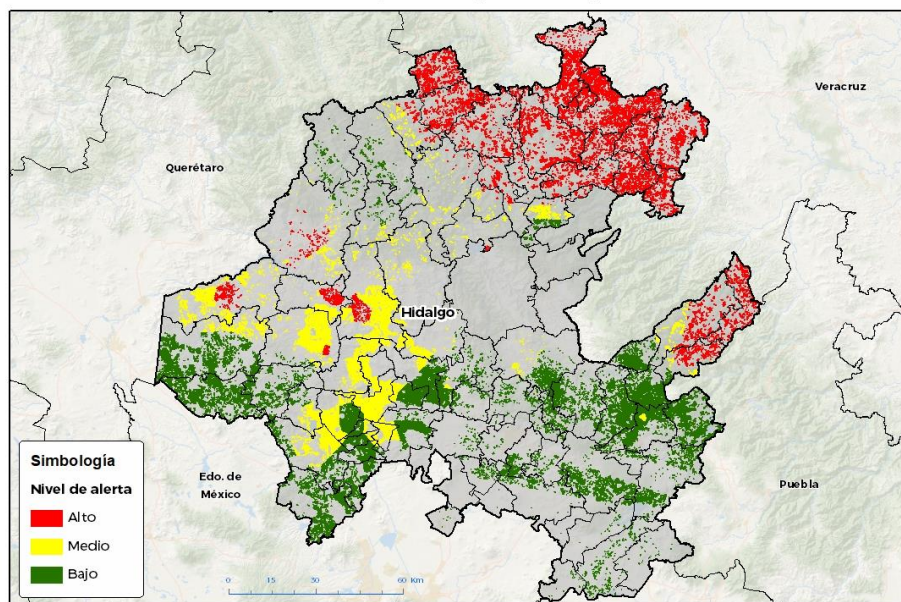 Veracruz
Querétaro
Hidalgo
Simbología
Nivel de alerta
Alto
Medio
Bajo
Edo. de
México
Puebla
0 15 30 60 Km